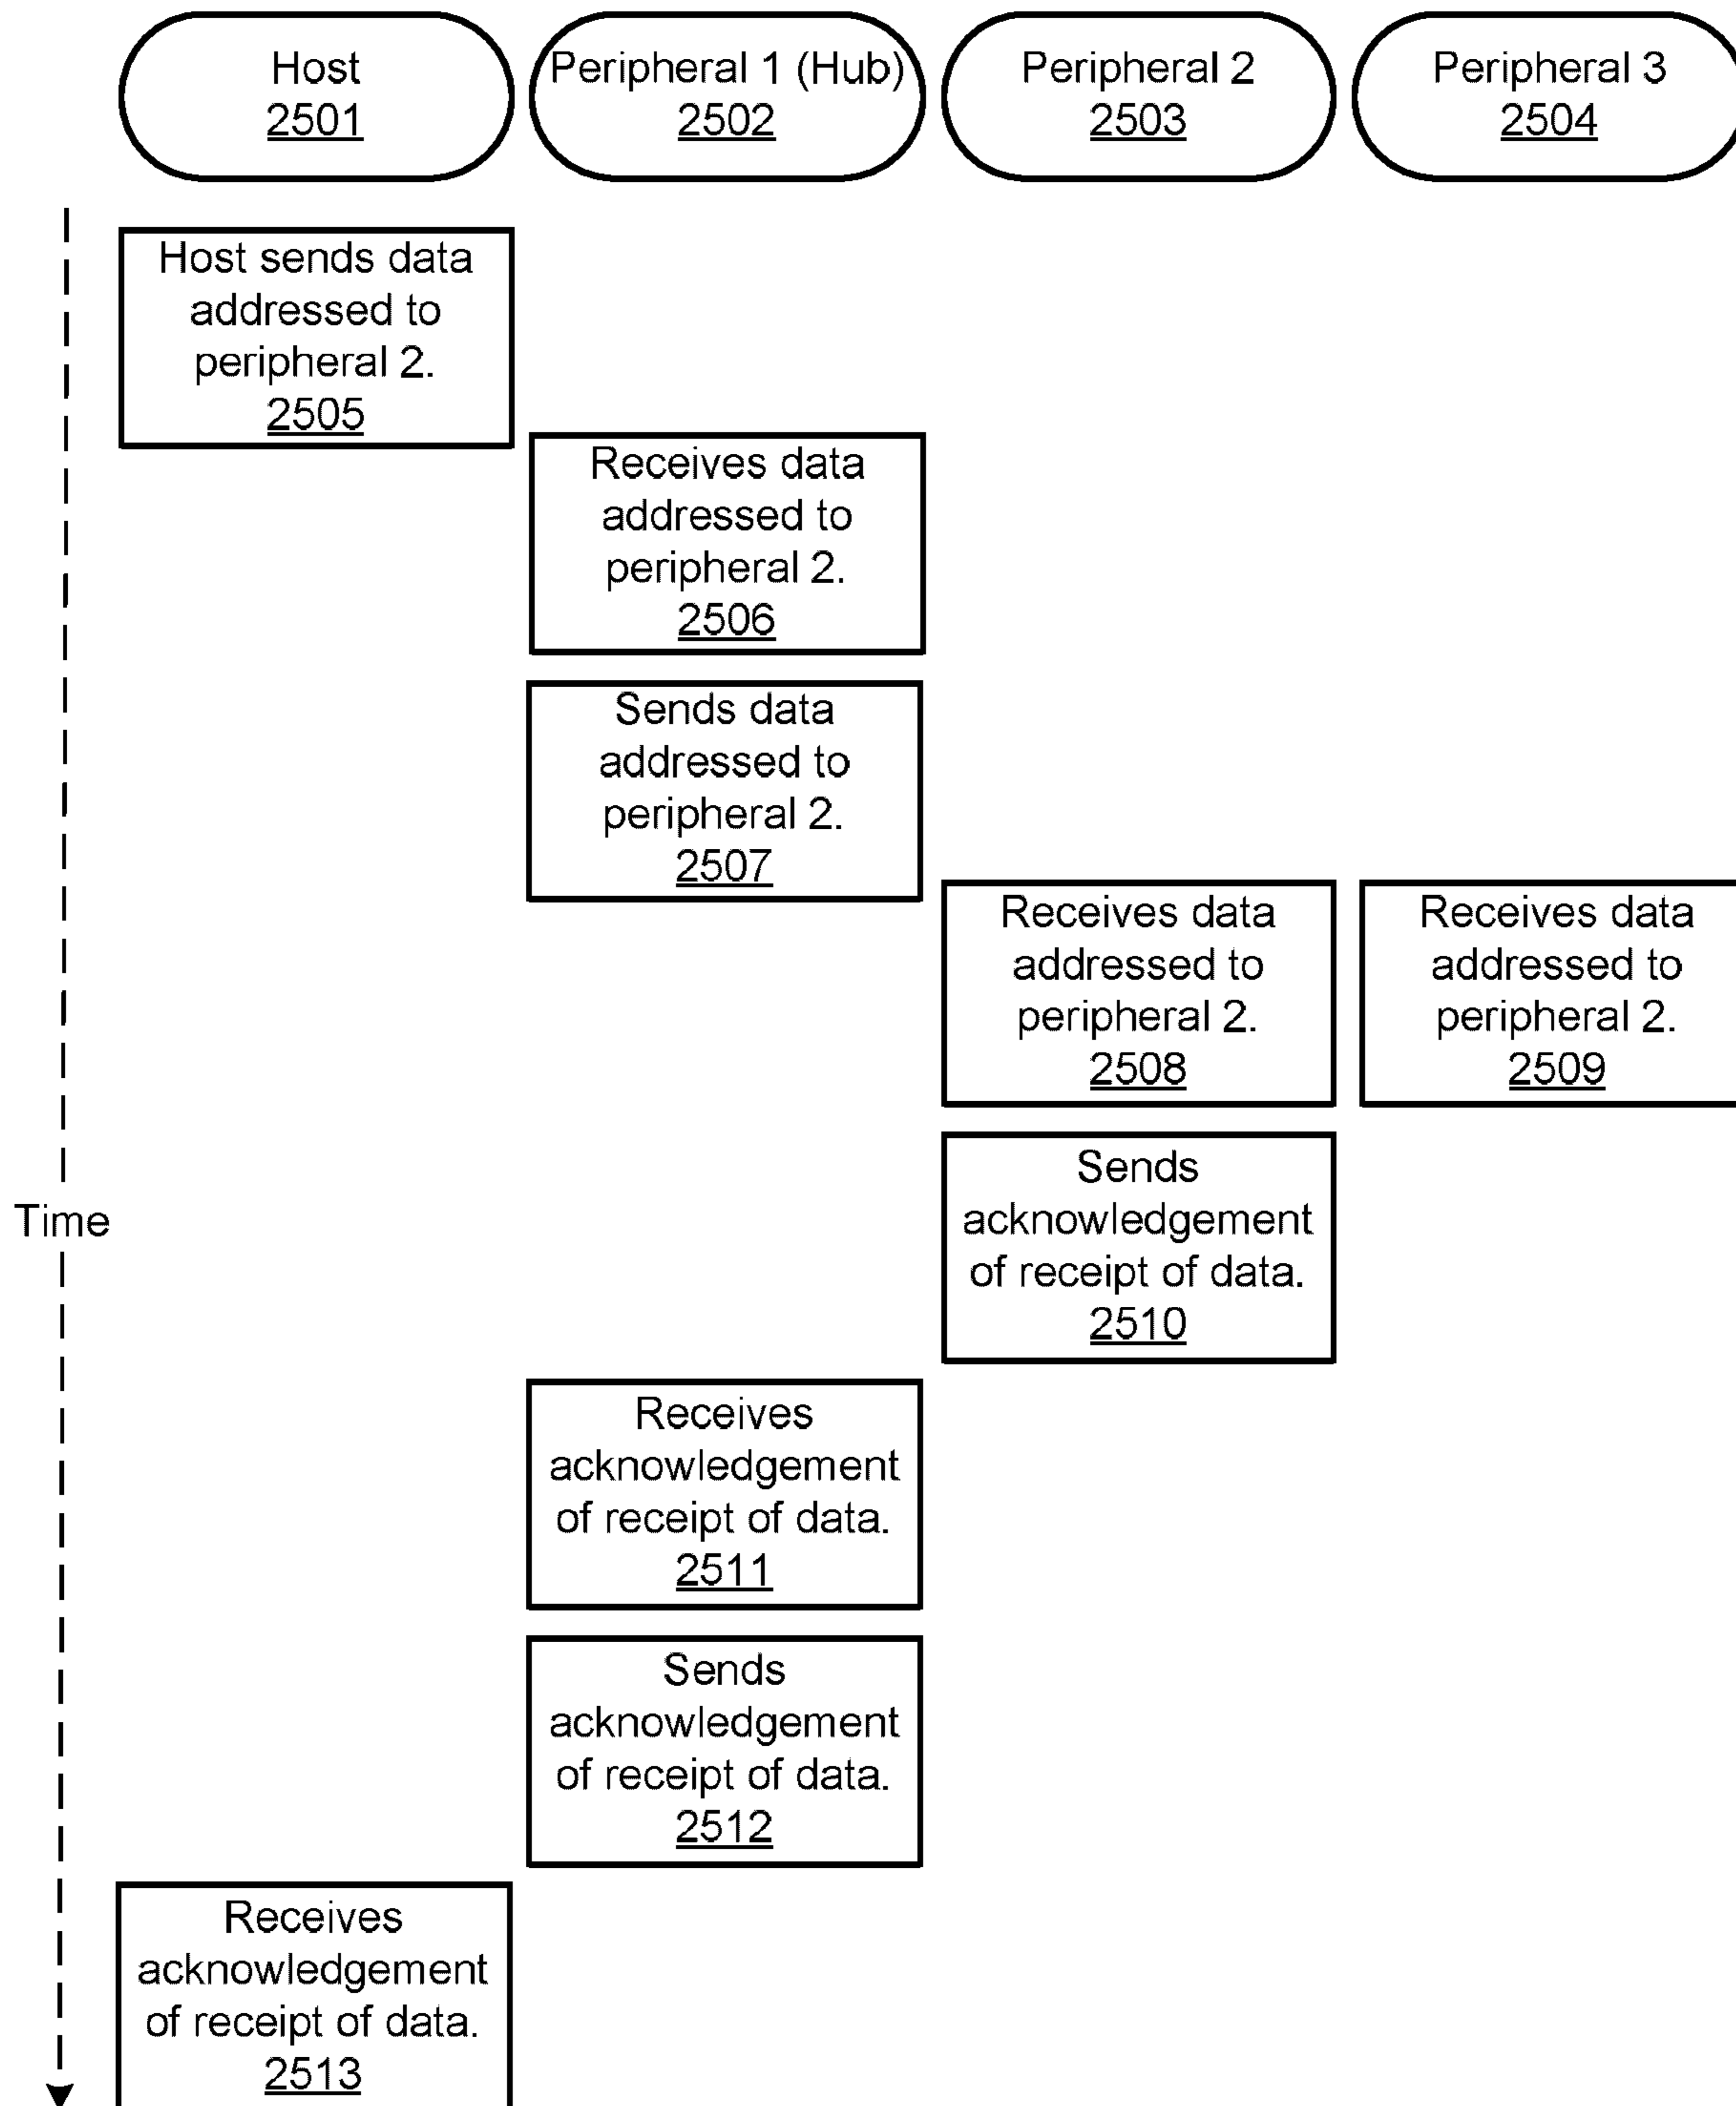 Host
2501
Peripheral 1 (Hub)
2502
Peripheral 2
2503
Peripheral 3
2504
Host sends data
addressed to
peripheral 2.
2505
Receives data
addressed to
peripheral 2.
2506
Sends data
addressed to
peripheral 2.
2507
Receives data
addressed to
peripheral 2.
2508
Receives data
addressed to
peripheral 2.
2509
Time
Sends
acknowledgement
of receipt of data.
2510
Receives
acknowledgement
of receipt of data.
2511
Sends
acknowledgement
of receipt of data.
2512
Receives
acknowledgement
of receipt of data.
2513